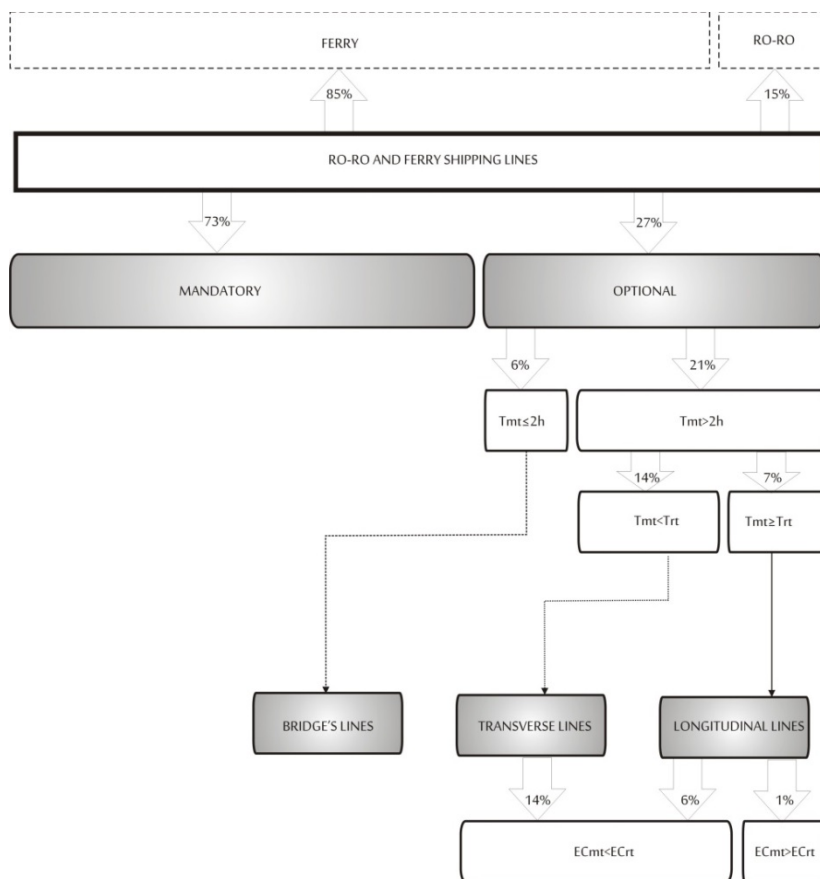 FERRY
RO-RO
85%
15%
RO-RO AND FERRY SHIPPING LINES
73%
27%
MANDATORY
OPTIONAL
6%
21%
Tmt≤2h
Tmt>2h
14%
7%
Tmt<Trt
Tmt≥Trt
BRIDGE'S LINES
TRANSVERSE LINES
LONGITUDINAL LINES
14%
6%
1%
ECmt<ECrt
ECmt>ECrt